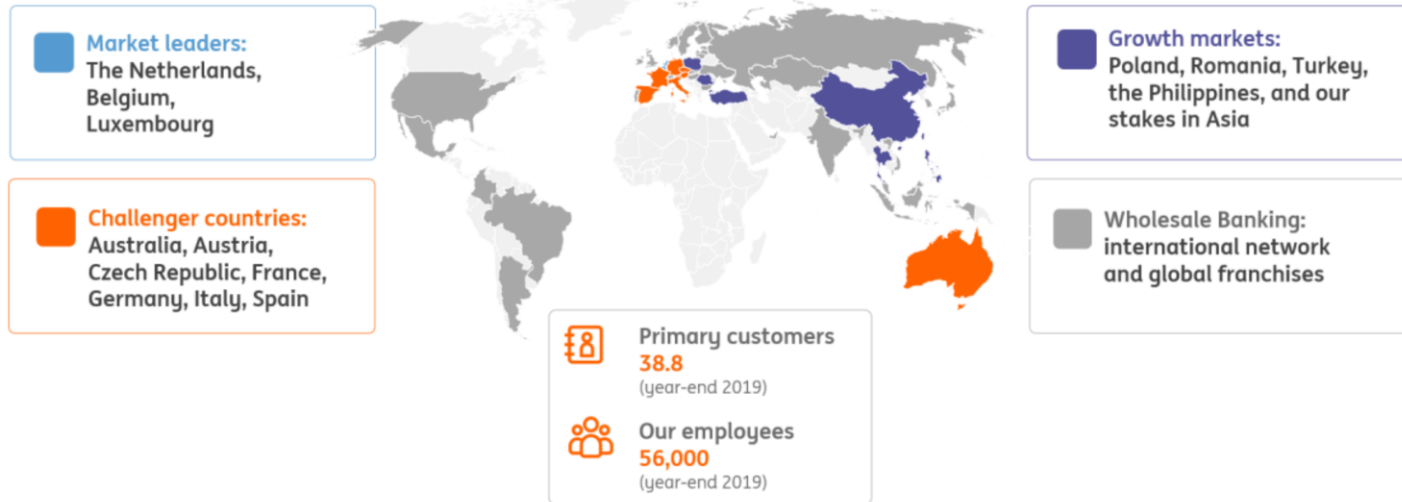 Market leaders:
The Netherlands,
Belgium,
Luxembourg
Challenger countries:
Australia, Austria,
Czech Republic, France,
Germany, Italy, Spain
Growth markets:
Poland, Romania, Turkey,
the Philippines, and our
stakes in Asia
Wholesale Banking:
international network
and global franchises
Primary customers
38.8
(year-end 2019)
Our employees
56,000
(year-end 2019)